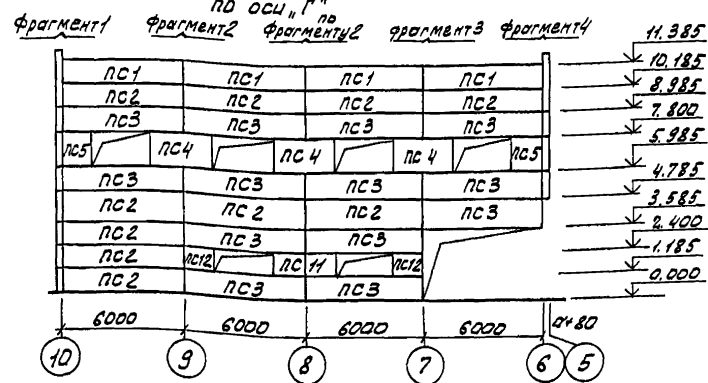 по оси „Г"
Фрагмент1 Фрагмент2 по Фрагменту2 Фрагмент3 Фрагмент4
11.385
10.185
ПС1 ПС1 ПС1 ПС1
8.985
ПС2 ПС2 ПС2 ПС2
7.800
ПС3 ПС3 ПС3 ПС3
5.985
ПС5 ПС4 ПС4 ПС4 ПС5
4.785
ПС3 ПС3 ПС3 ПС3
3.585
ПС2 ПС2 ПС2 ПС3
2.400
ПС2 ПС3 ПС3
1.185
ПС2 ПС12 ПС11 ПС12
0.000
ПС2 ПС3 ПС3
6000 6000 6000 6000 а+80
10 9 8 7 6 5